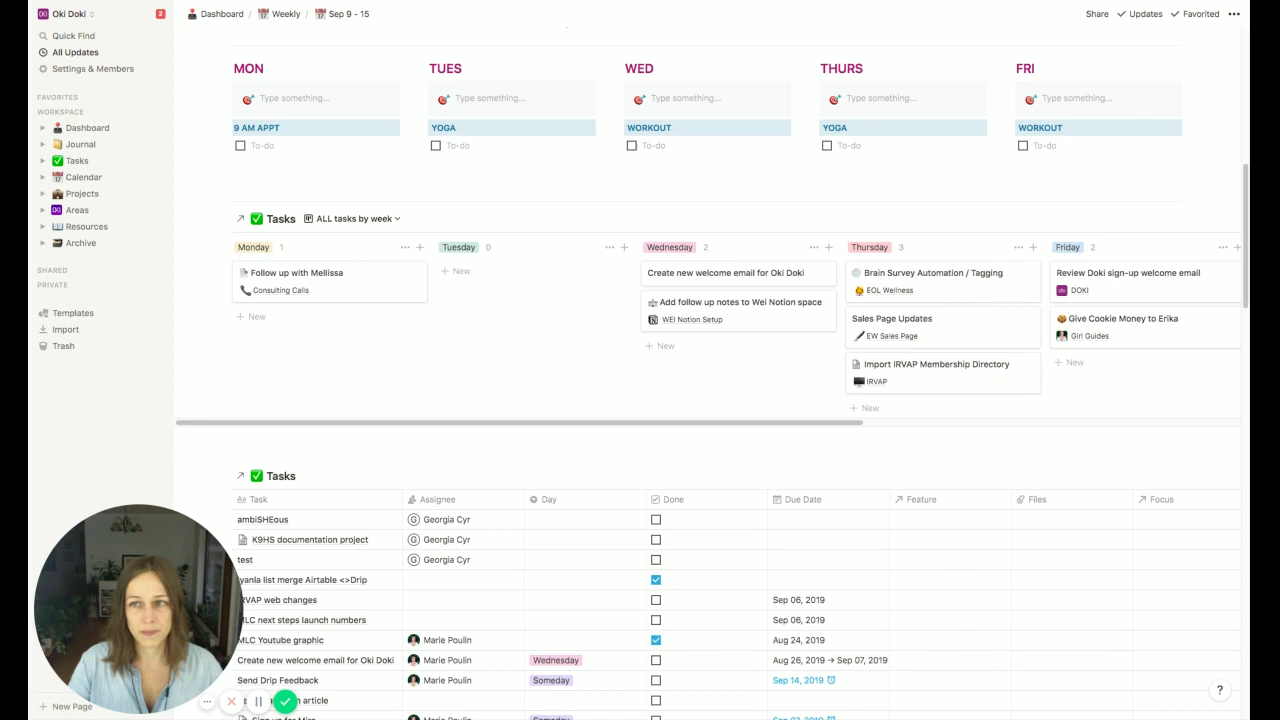 Oki Doki
3
Dashboard / Weekly / Sep 9 - 15
Share Updates Favorited
Quick Find
All Updates
Settings & Members
FAVORITES
WORKSPACE
Dashboard
Journal
Tasks
Calendar
Projects
Areas
Resources
Archive
SHARED
PRIVATE
Templates
Import
Trash
New Page
MON TUES WED THURS FRI
Type something... Type something... Type something... Type something... Type something...
9 AM APPT YOGA WORKOUT YOGA WORKOUT
To-do To-do To-do To-do To-do
Tasks ALL tasks by week
Monday 1 Tuesday 0 Wednesday 2 Thursday 3 Friday 2
Follow up with Mellissa
Consulting Calls
New
New
Create new welcome email for Oki Doki
Add follow up notes to Wei Notion space
WEI Notion Setup
New
Brain Survey Automation / Tagging
EOL Wellness
Sales Page Updates
EW Sales Page
Import IRVAP Membership Directory
IRVAP
New
Review Doki sign-up welcome email
DOKI
Give Cookie Money to Erika
Giri Guides
New
Tasks
Task Assignee Day Done Due Date Feature Files Focus
ambiSHEous G Georgia Cyr
K9HS documentation project G Georgia Cyr
test G Georgia Cyr
list merge Airtable <>Drip
web changes Sep 06, 2019
next steps launch numbers Sep 06, 2019
Youtube graphic Marie Poulin Aug 24, 2019
Create new welcome email for Oki Doki Marie Poulin Wednesday Aug 26, 2019 → Sep 07, 2019
Send Drip Feedback Marie Poulin Someday Sep 14, 2019
article
?